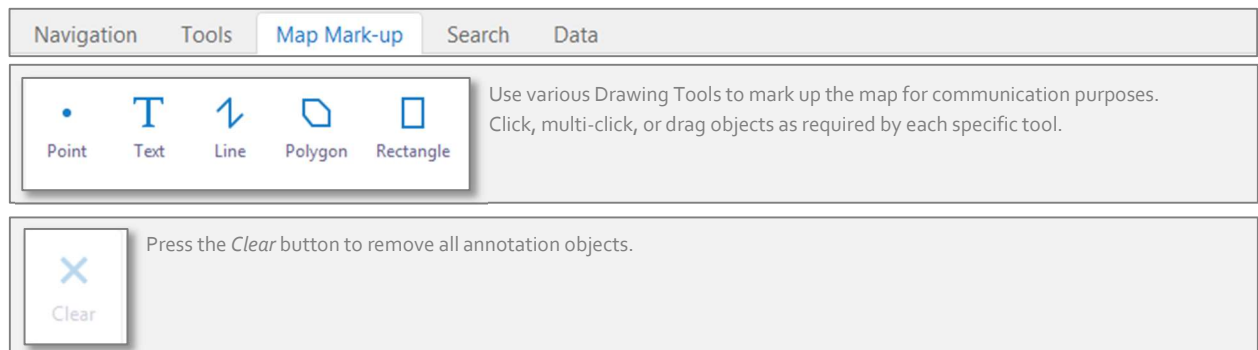 Navigation Tools Map Mark-up Search Data
Point Text Line Polygon Rectangle
Use various Drawing Tools to mark up the map for communication purposes.
Click, multi-click, or drag objects as required by each specific tool.
Clear
Press the Clear button to remove all annotation objects.